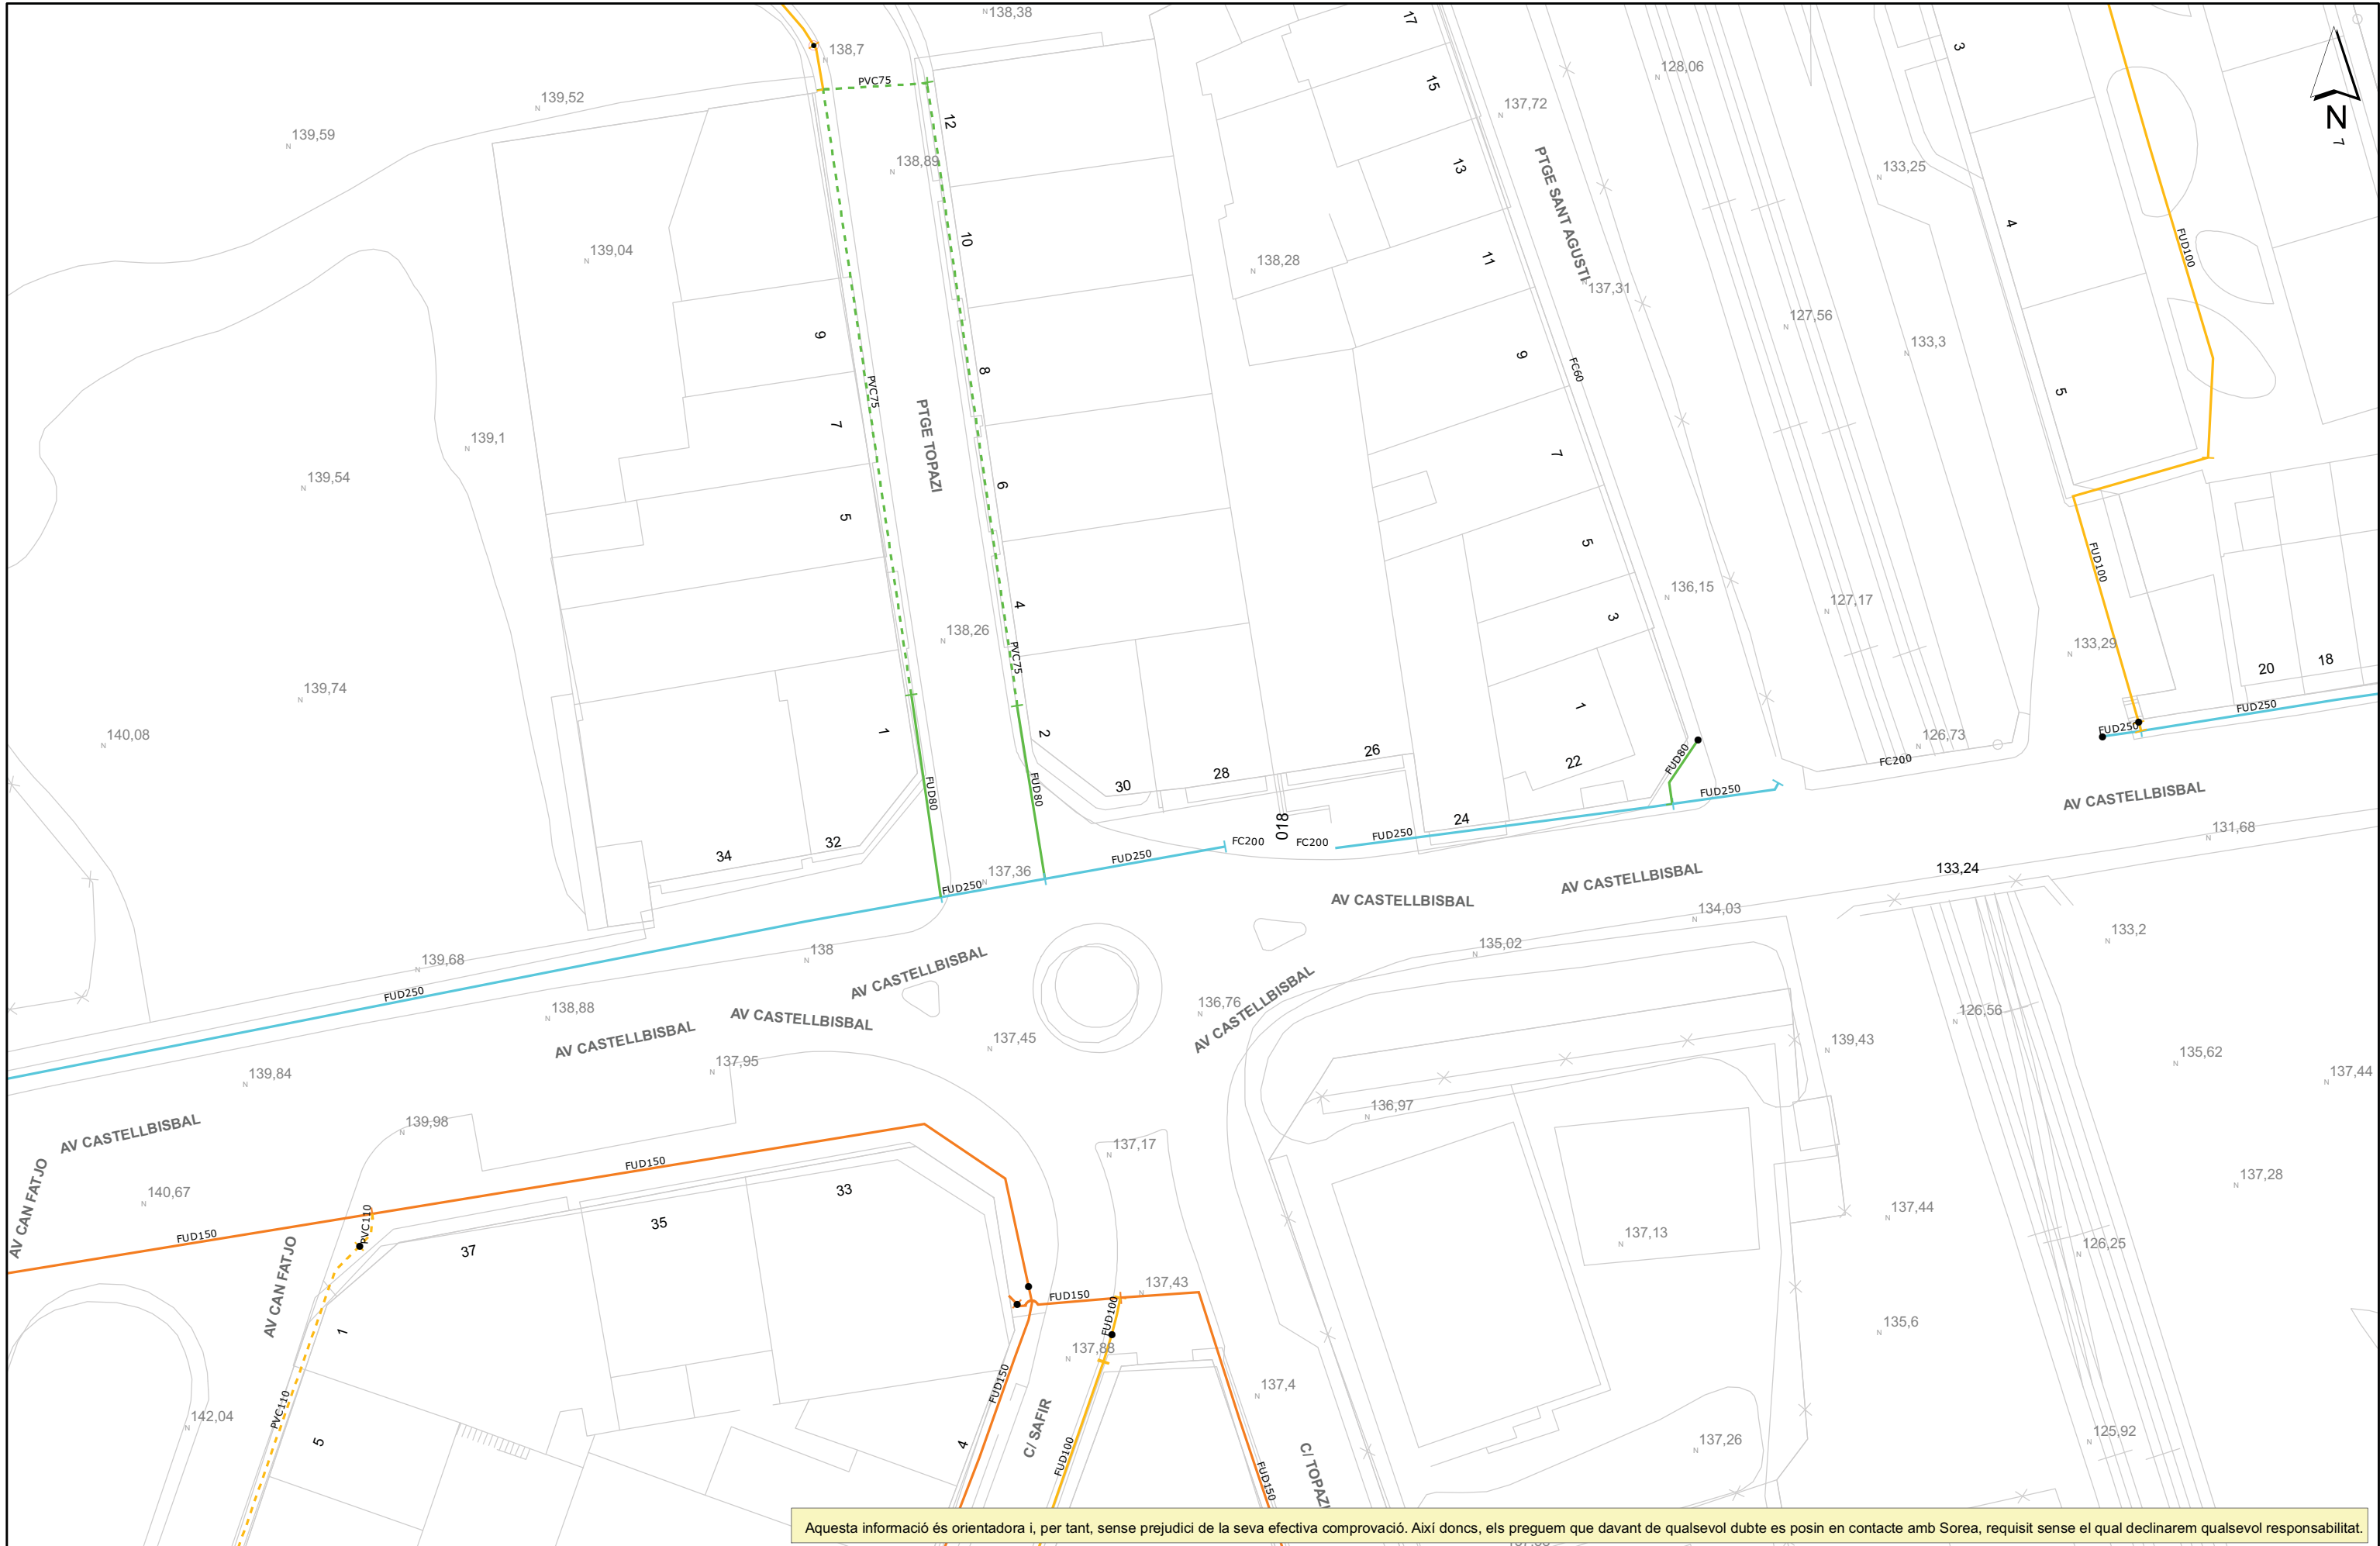 138,38
138,7
PVC75
139,52
139,59
138,89
139,04
12
10
8
6
4
2
9
7
5
1
PVC75
PTGE TOPAZI
PVC75
138,26
139,1
139,54
139,74
140,08
FUD80
FUD80
34
32
30
28
26
24
22
17
15
13
11
9
7
5
3
1
138,28
137,72
128,06
PTGE SANT AGUSTI
137,31
FC60
127,56
136,15
127,17
133,25
133,3
3
4
5
N
7
FUD100
FUD100
133,29
20
18
FUD250
FUD250
126,73
FC200
FUD80
FUD250
FUD250
FC200
018
FC200
FUD250
FUD250
137,36
AV CASTELLBISBAL
131,68
133,24
AV CASTELLBISBAL
AV CASTELLBISBAL
134,03
135,02
133,2
139,68
138
FUD250
138,88
AV CASTELLBISBAL
AV CASTELLBISBAL
AV CASTELLBISBAL
AV CASTELLBISBAL
136,76
137,45
137,95
139,84
126,56
139,43
135,62
137,44
136,97
137,17
139,98
AV CASTELLBISBAL
AV CAN FATJO
140,67
FUD150
PVC110
FUD150
33
35
37
AV CAN FATJO
1
137,43
FUD150
FUD100
137,88
137,13
137,44
137,28
126,25
135,6
137,4
FUD150
142,04
PVC110
5
4
C/ SAFIR
FUD100
FUD150
C/ TOPAZI
137,26
125,92
Aquesta informació és orientadora i, per tant, sense prejudici de la seva efectiva comprovació. Així doncs, els preguem que davant de qualsevol dubte es posin en contacte amb Sorea, requisit sense el qual declinarem qualsevol responsabilitat.